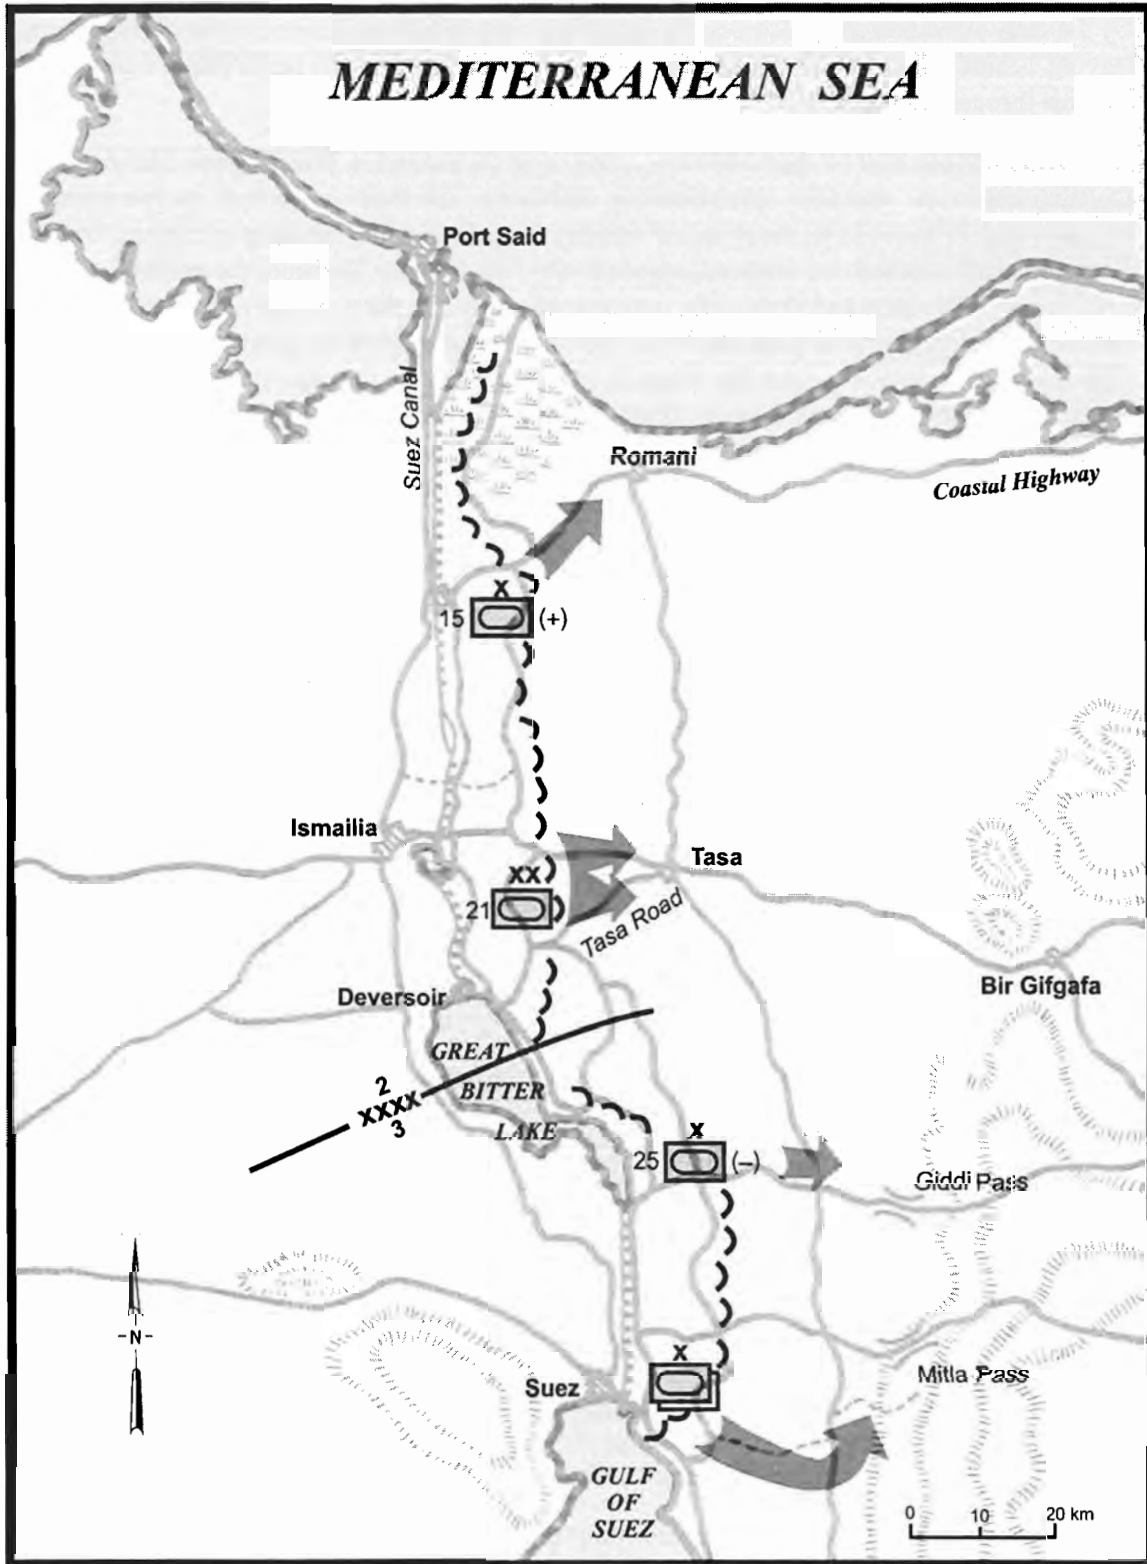 MEDITERRANEAN SEA
Port Said
Suez Canal
Romani
Coastal Highway
X
15 (+)
Ismailia
Tasa
XX
21
Tasa Road
Deversoir
Bir Gifgafa
GREAT
BITTER
LAKE
2
XXXX
3
X
25 (–)
Giddi Pass
-N-
X
Suez
Mitla Pass
GULF
OF
SUEZ
0 10 20 km